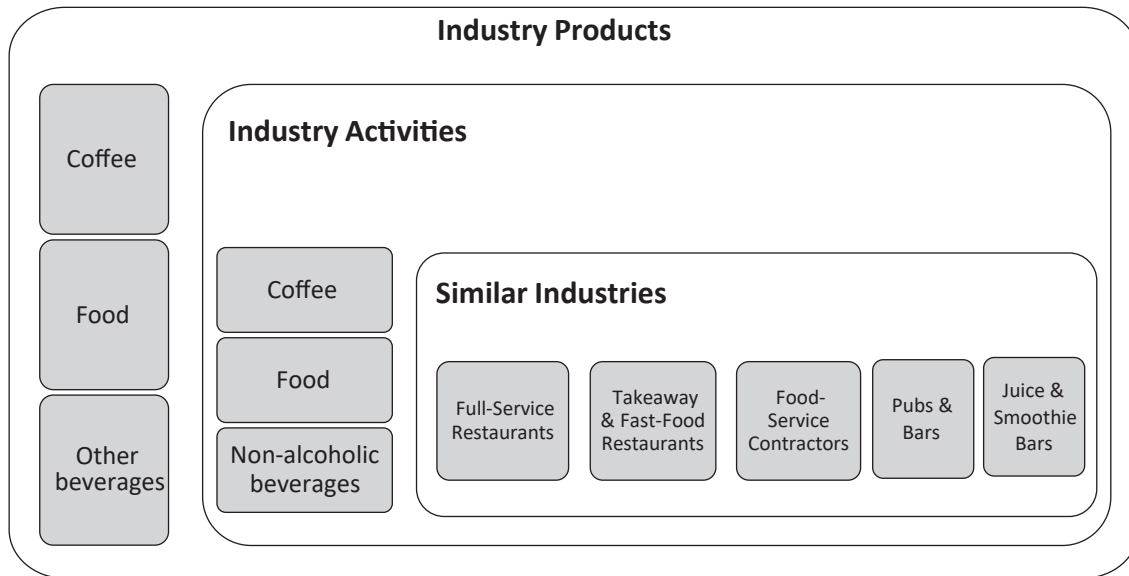 Industry Products
Coffee
Food
Other
beverages
Industry Activities
Coffee
Food
Non-alcoholic
beverages
Similar Industries
Full-Service
Restaurants
Takeaway
& Fast-Food
Restaurants
Food-
Service
Contractors
Pubs &
Bars
Juice &
Smoothie
Bars